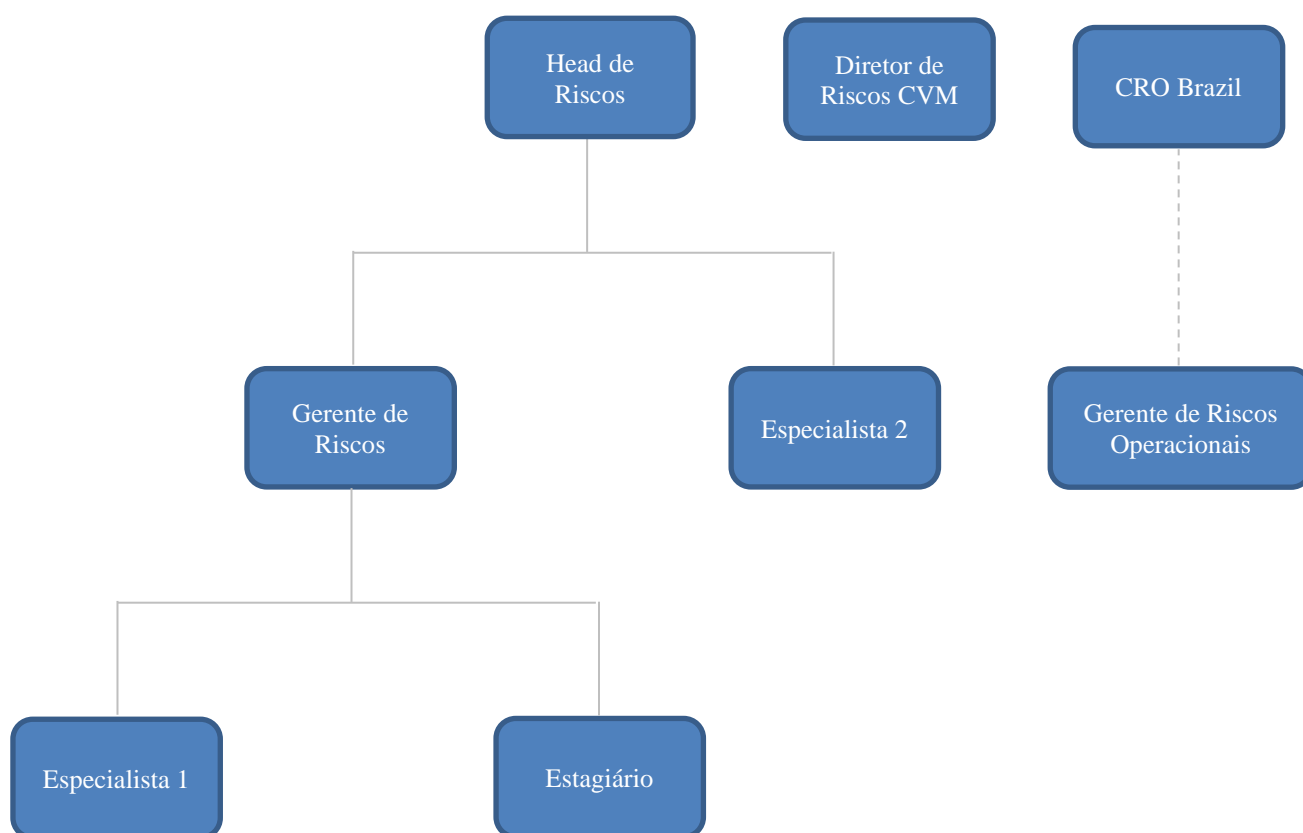 Head de
Riscos
Diretor de
Riscos CVM
CRO Brazil
Gerente de
Riscos
Especialista 2
Gerente de Riscos
Operacionais
Especialista 1
Estagiário